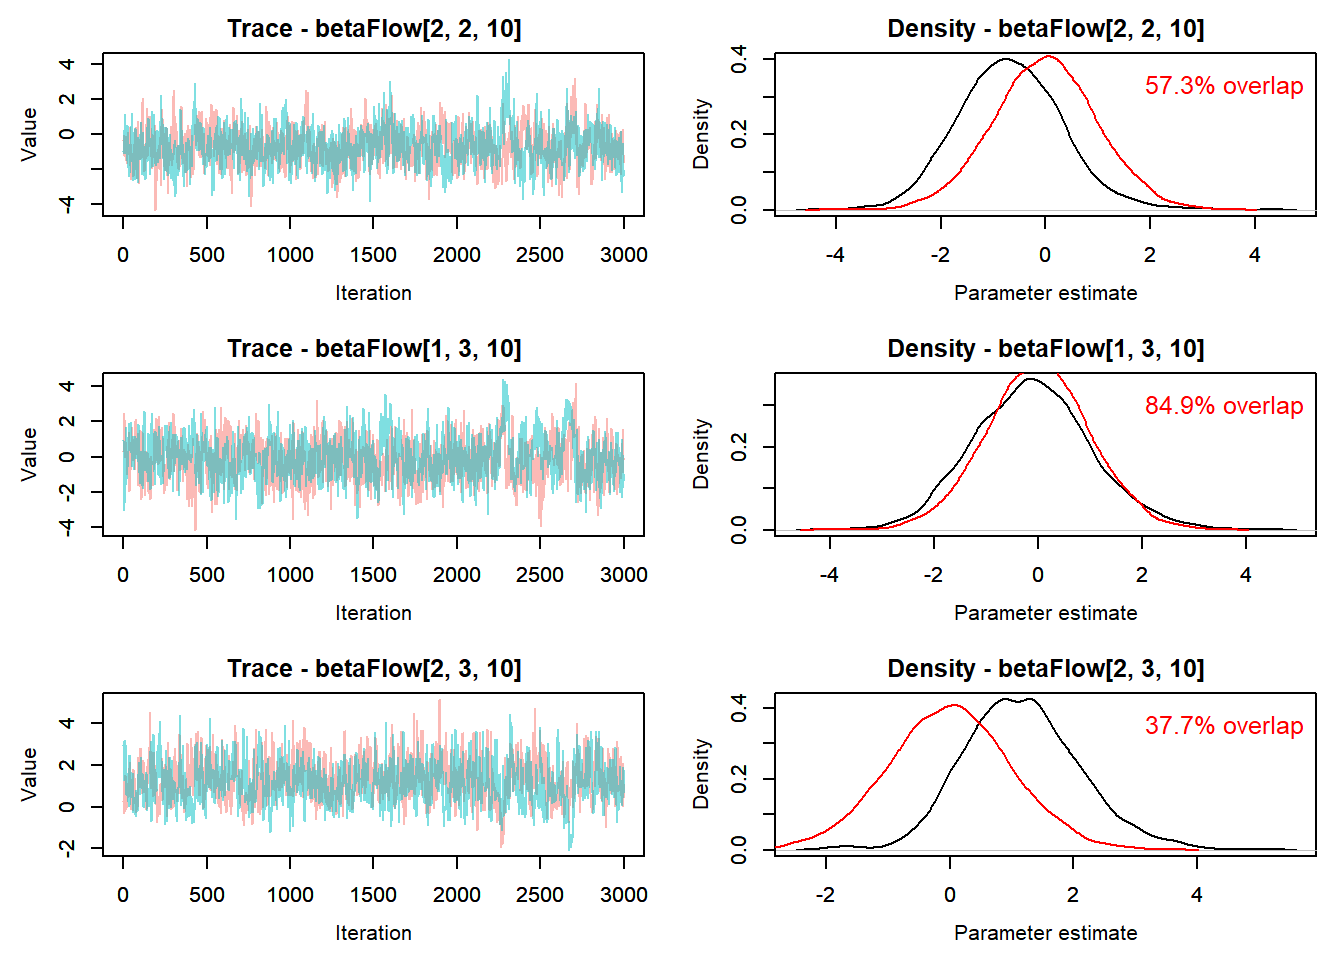 Trace - betaFlow[2, 2, 10]
Value
4
2
0
-4
0 500 1000 1500 2000 2500 3000
Iteration
Density - betaFlow[2, 2, 10]
57.3% overlap
Density
0.4
0.2
0.0
-4 -2 0 2 4
Parameter estimate
Trace - betaFlow[1, 3, 10]
Value
4
2
0
-2
-4
0 500 1000 1500 2000 2500 3000
Iteration
Density - betaFlow[1, 3, 10]
84.9% overlap
Density
0.2
0.0
-4 -2 0 2 4
Parameter estimate
Trace - betaFlow[2, 3, 10]
Value
4
2
0
-2
0 500 1000 1500 2000 2500 3000
Iteration
Density - betaFlow[2, 3, 10]
37.7% overlap
Density
0.4
0.2
0.0
-2 0 2 4
Parameter estimate